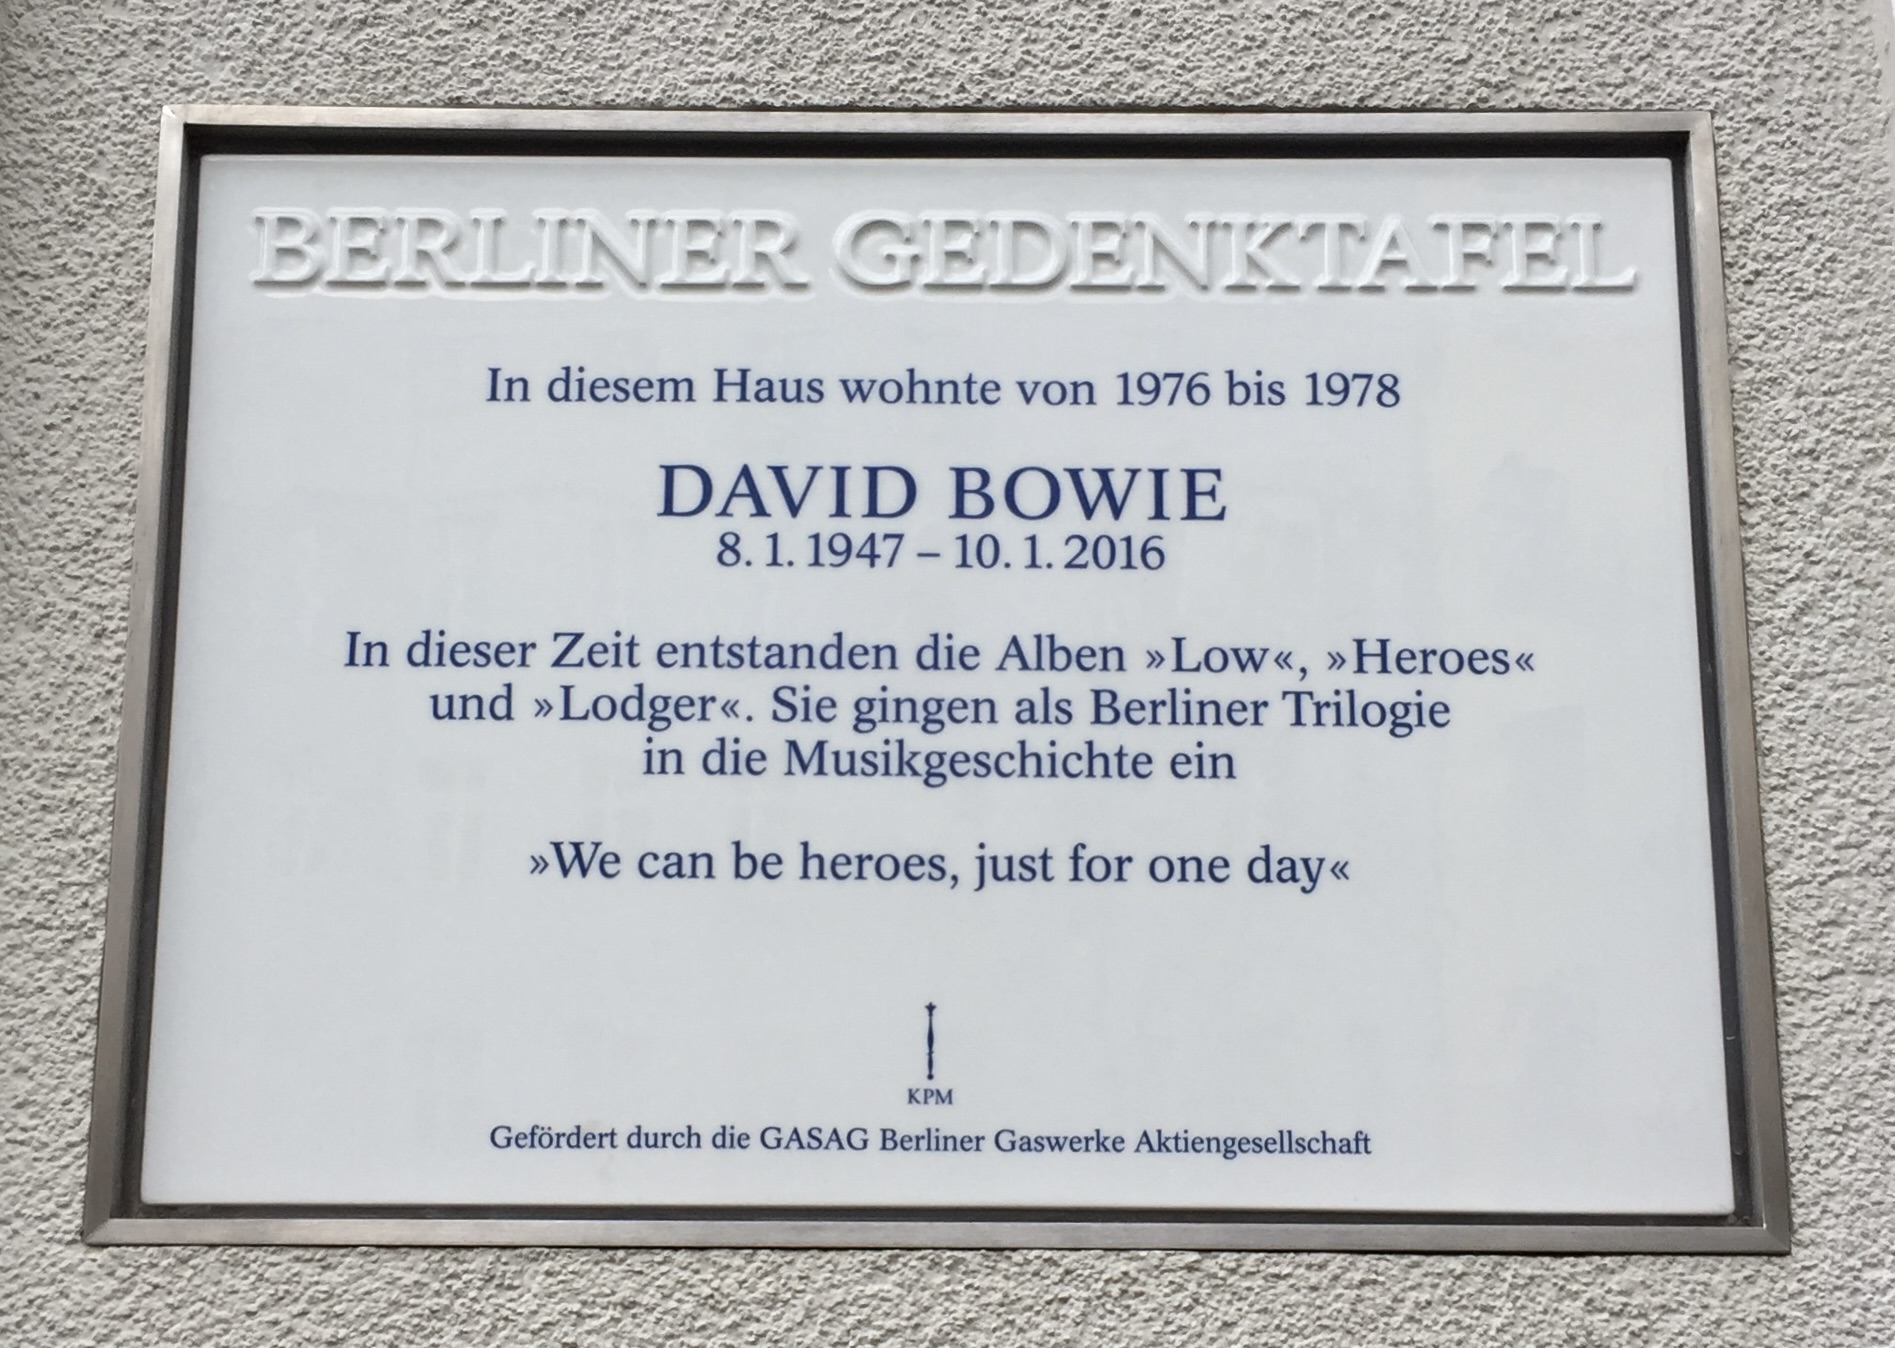 BERLINER GEDENKTAFEL
In diesem Haus wohnte von 1976 bis 1978
DAVID BOWIE
8. 1. 1947 – 10. 1. 2016
In dieser Zeit entstanden die Alben »Low«, »Heroes«
und »Lodger«. Sie gingen als Berliner Trilogie
in die Musikgeschichte ein
»We can be heroes, just for one day«
KPM
Gefördert durch die GASAG Berliner Gaswerke Aktiengesellschaft